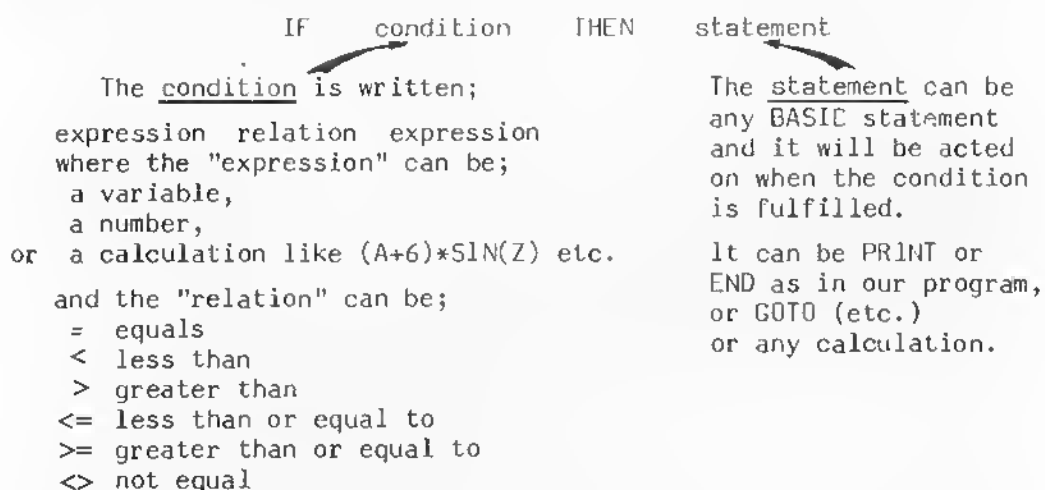 IF condition THEN statement
The condition is written;
expression relation expression
where the "expression" can be;
a variable,
a number,
or a calculation like (A+6)*SIN(Z) etc.
and the "relation" can be;
= equals
< less than
> greater than
<= less than or equal to
>= greater than or equal to
<> not equal
The statement can be
any BASIC statement
and it will be acted
on when the condition
is fulfilled.
It can be PRINT or
END as in our program,
or GOTO (etc.)
or any calculation.